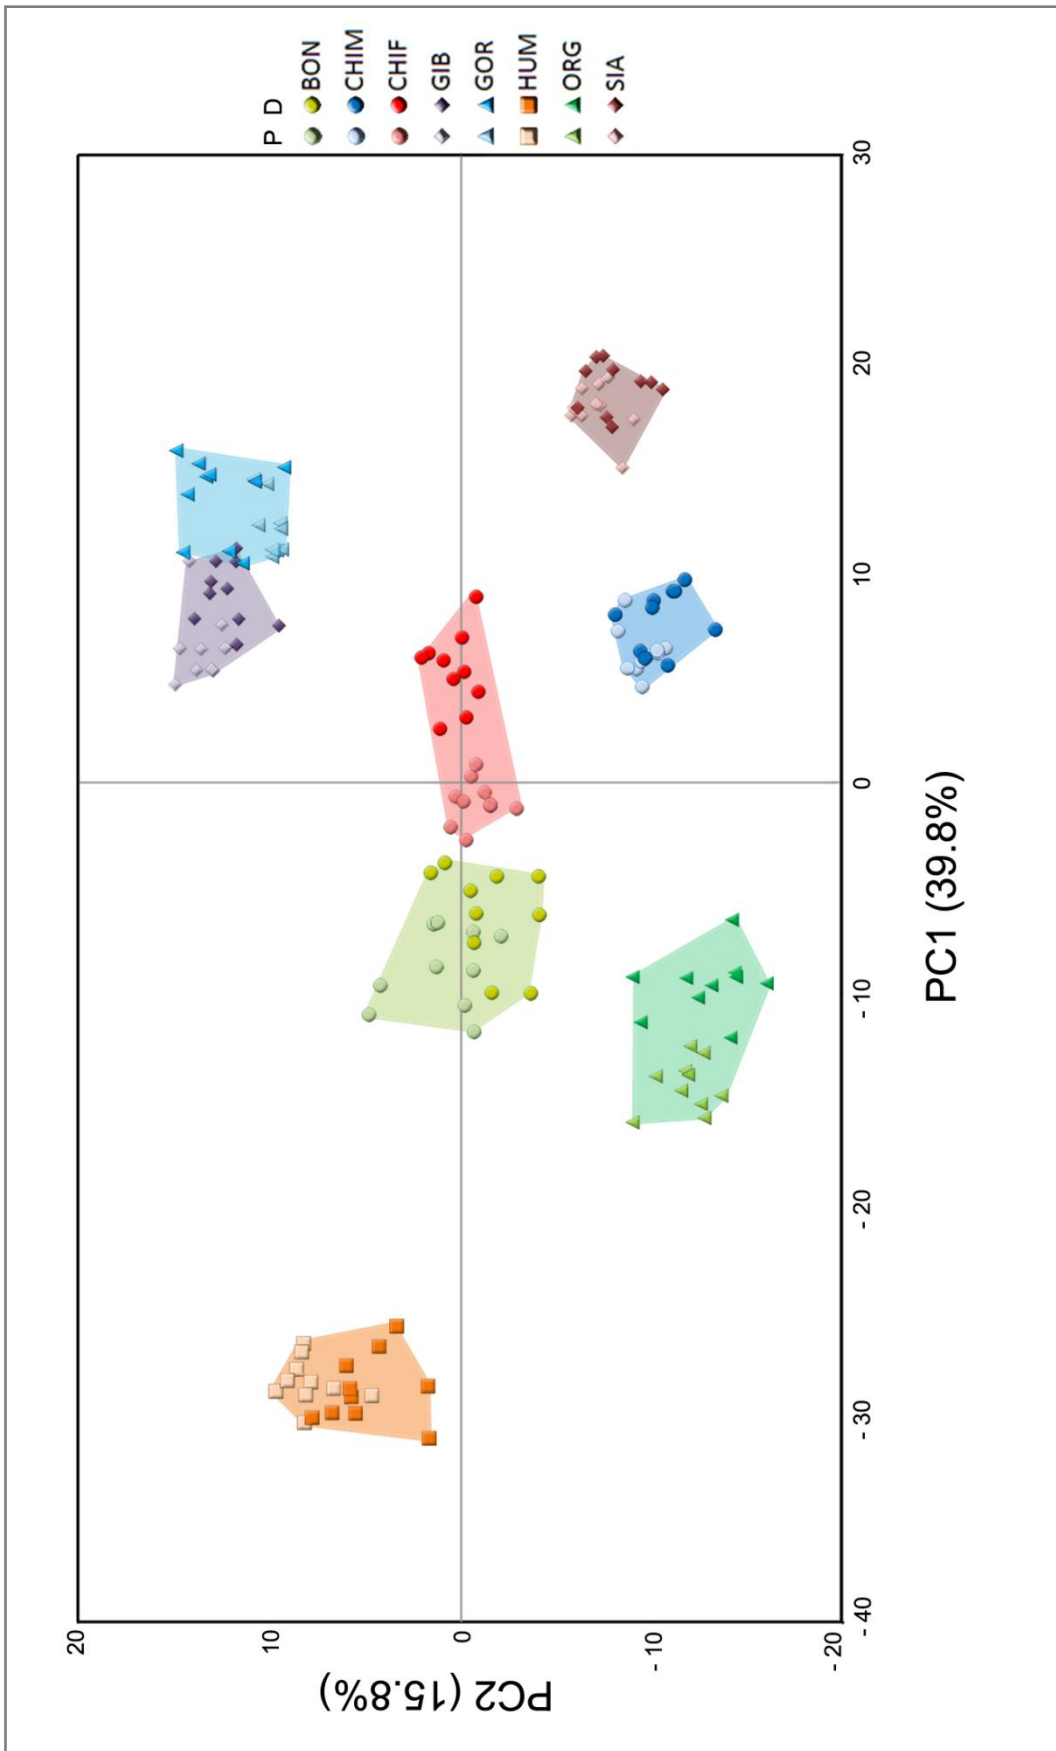 P D
BON
CHIM
CHIF
GIB
GOR
HUM
ORG
SIA
20
10
0
- 10
- 20
PC2 (15.8%)
- 40
- 30
- 20
- 10
0
10
20
30
PC1 (39.8%)